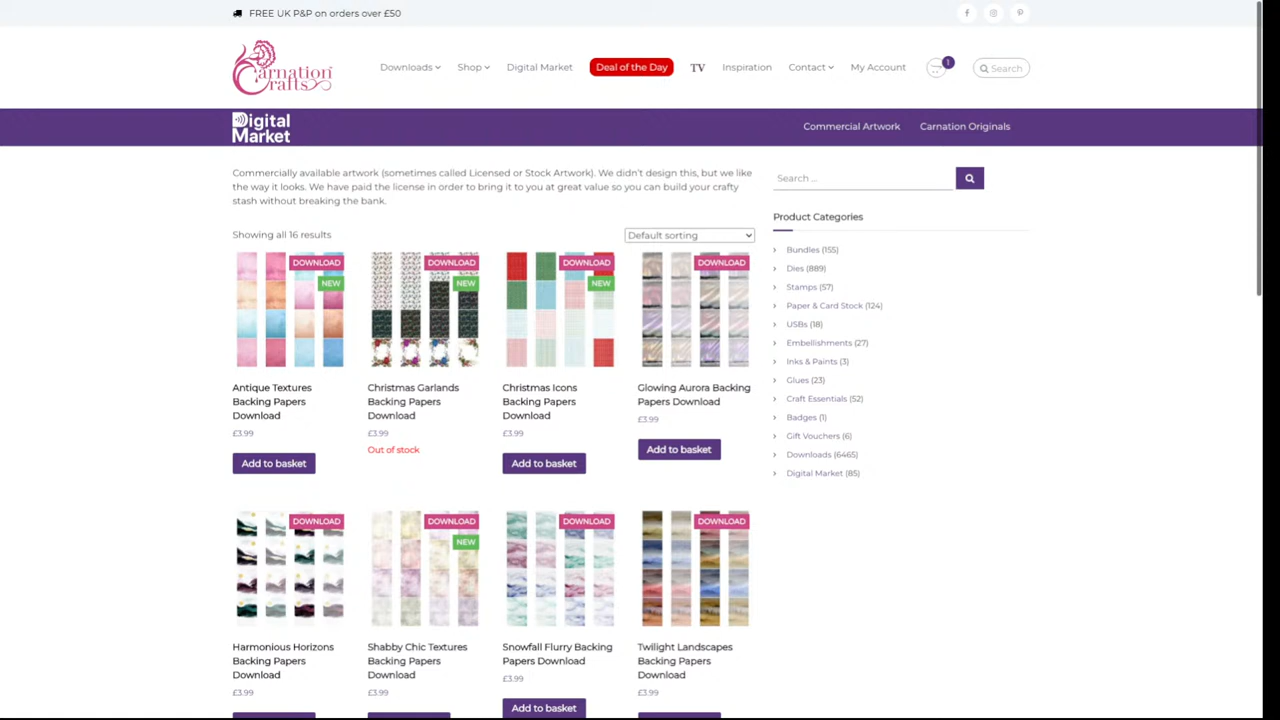 FREE UK P&P on orders over £50
Carnation Crafts
Downloads Shop Digital Market Deal of the Day TV Inspiration Contact My Account 1 Search
Digital Market
Commercial Artwork Carnation Originals
Commercially available artwork (sometimes called Licensed or Stock Artwork). We didn't design this, but we like
the way it looks. We have paid the license in order to bring it to you at great value so you can build your crafty
stash without breaking the bank.
Showing all 16 results
Default sorting
DOWNLOAD
DOWNLOAD
DOWNLOAD
DOWNLOAD
NEW
NEW
NEW
Antique Textures
Backing Papers
Download
£3.99
Add to basket
Christmas Garlands
Backing Papers
Download
£3.99
Out of stock
Christmas Icons
Backing Papers
Download
£3.99
Add to basket
Glowing Aurora Backing
Papers Download
£3.99
Add to basket
DOWNLOAD
DOWNLOAD
DOWNLOAD
DOWNLOAD
NEW
Harmonious Horizons
Backing Papers
Download
£3.99
Shabby Chic Textures
Backing Papers
Download
£3.99
Snowfall Flurry Backing
Papers Download
£3.99
Add to basket
Twilight Landscapes
Backing Papers
Download
£3.99
Search ...
Product Categories
Bundles (155)
Dies (889)
Stamps (57)
Paper & Card Stock (124)
USBs (18)
Embellishments (27)
Inks & Paints (3)
Glues (23)
Craft Essentials (52)
Badges (1)
Gift Vouchers (6)
Downloads (6465)
Digital Market (85)